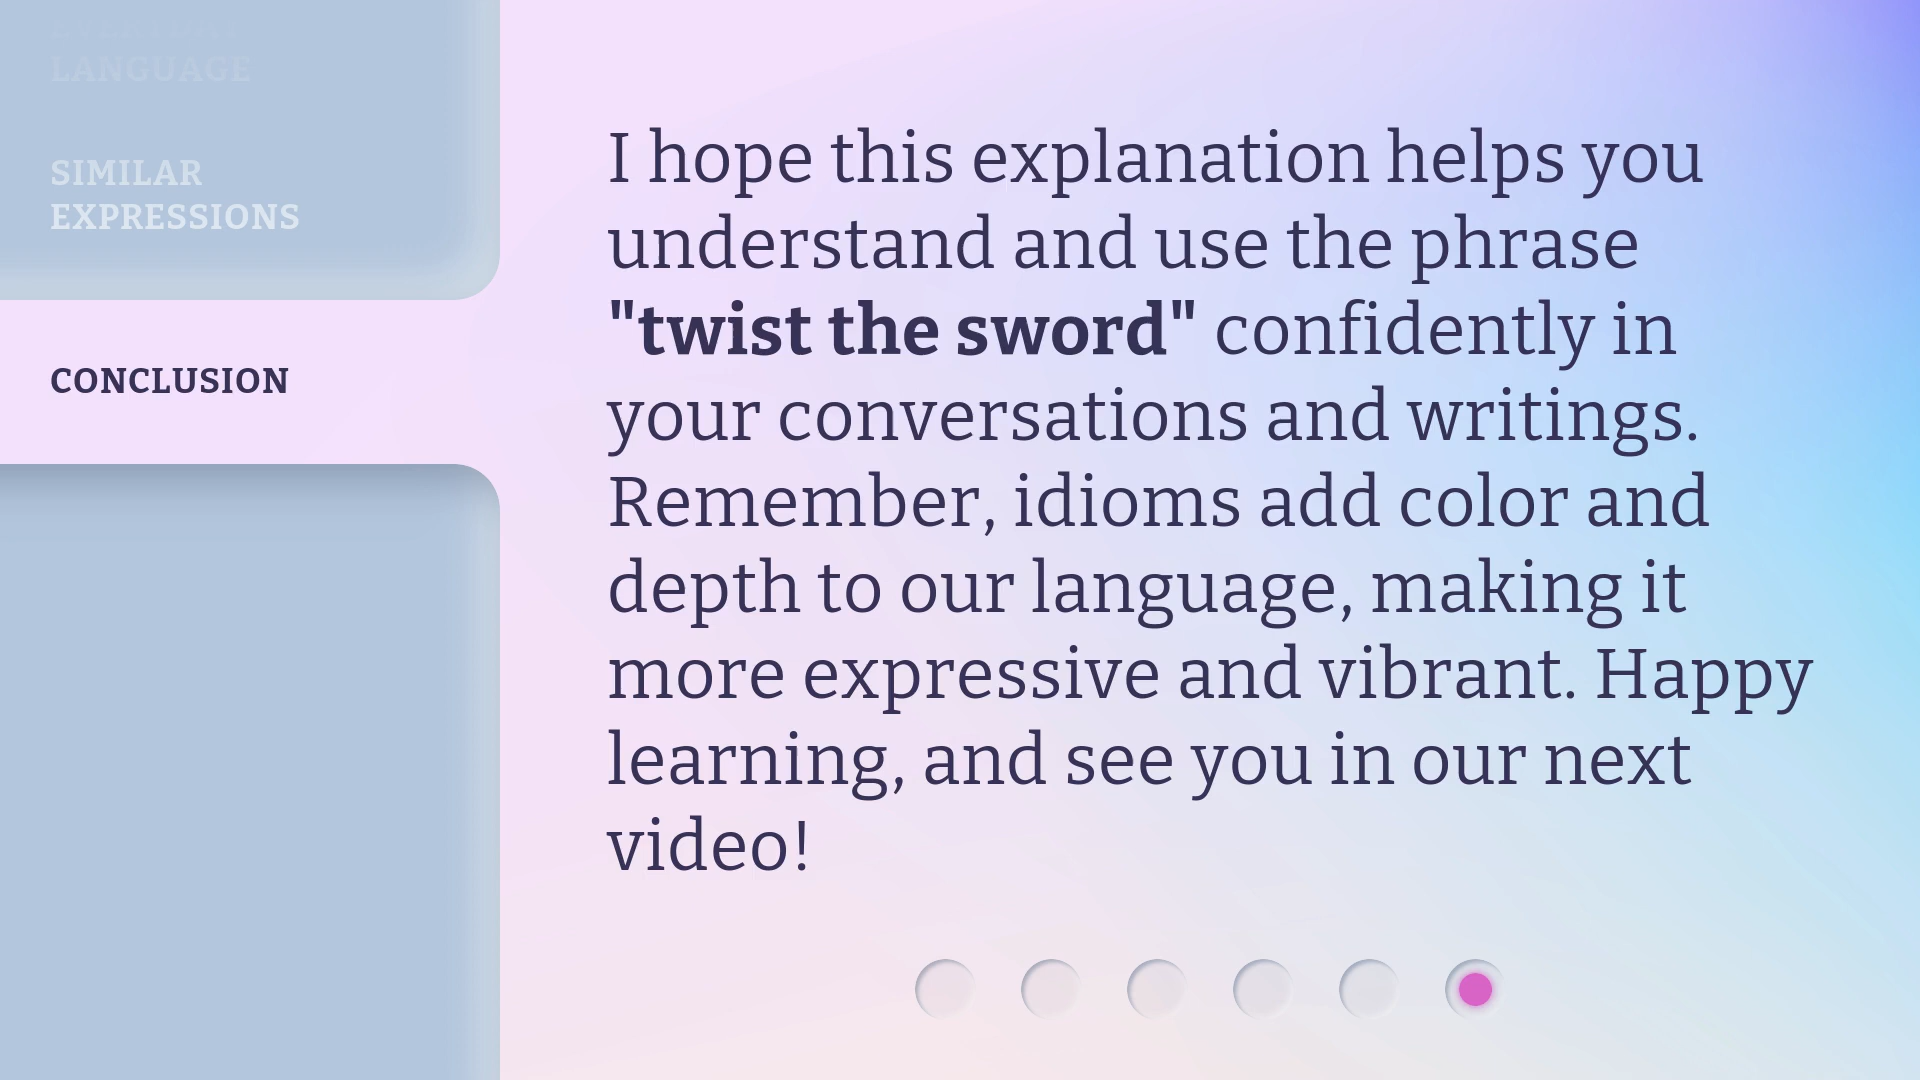 LANGUAGE
SIMILAR
EXPRESSIONS
CONCLUSION
I hope this explanation helps you
understand and use the phrase
"twist the sword" confidently in
your conversations and writings.
Remember, idioms add color and
depth to our language, making it
more expressive and vibrant. Happy
learning, and see you in our next
video!